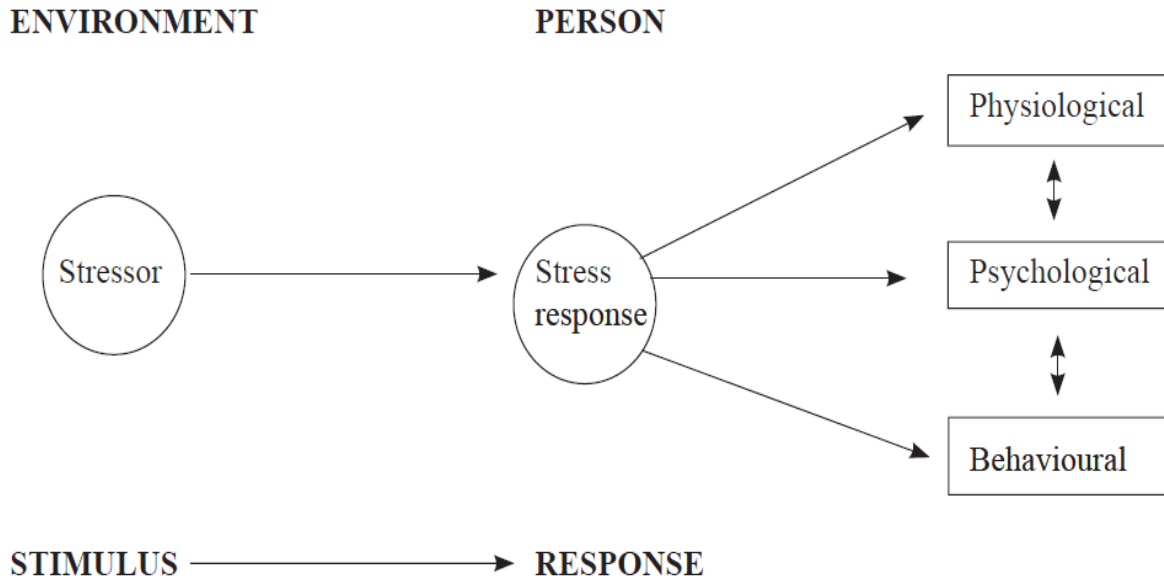 ENVIRONMENT
PERSON
Physiological
Stressor
Stress
response
Psychological
Behavioural
STIMULUS
RESPONSE